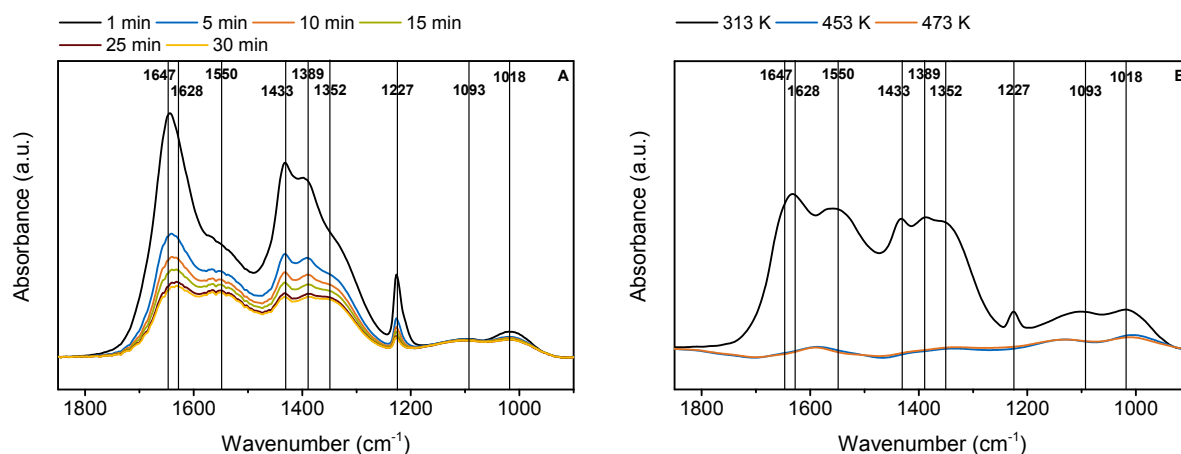 1 min 5 min 10 min 15 min
25 min 30 min
1647 1550 1389 1018 A
1628 1433 1352 1227 1093
Absorbance (a.u.)
1800 1600 1400 1200 1000
Wavenumber (cm-1)
313 K 453 K 473 K
1647 1550 1389 1018
1628 1433 1352 1227 1093
Absorbance (a.u.)
1800 1600 1400 1200 1000
Wavenumber (cm-1)